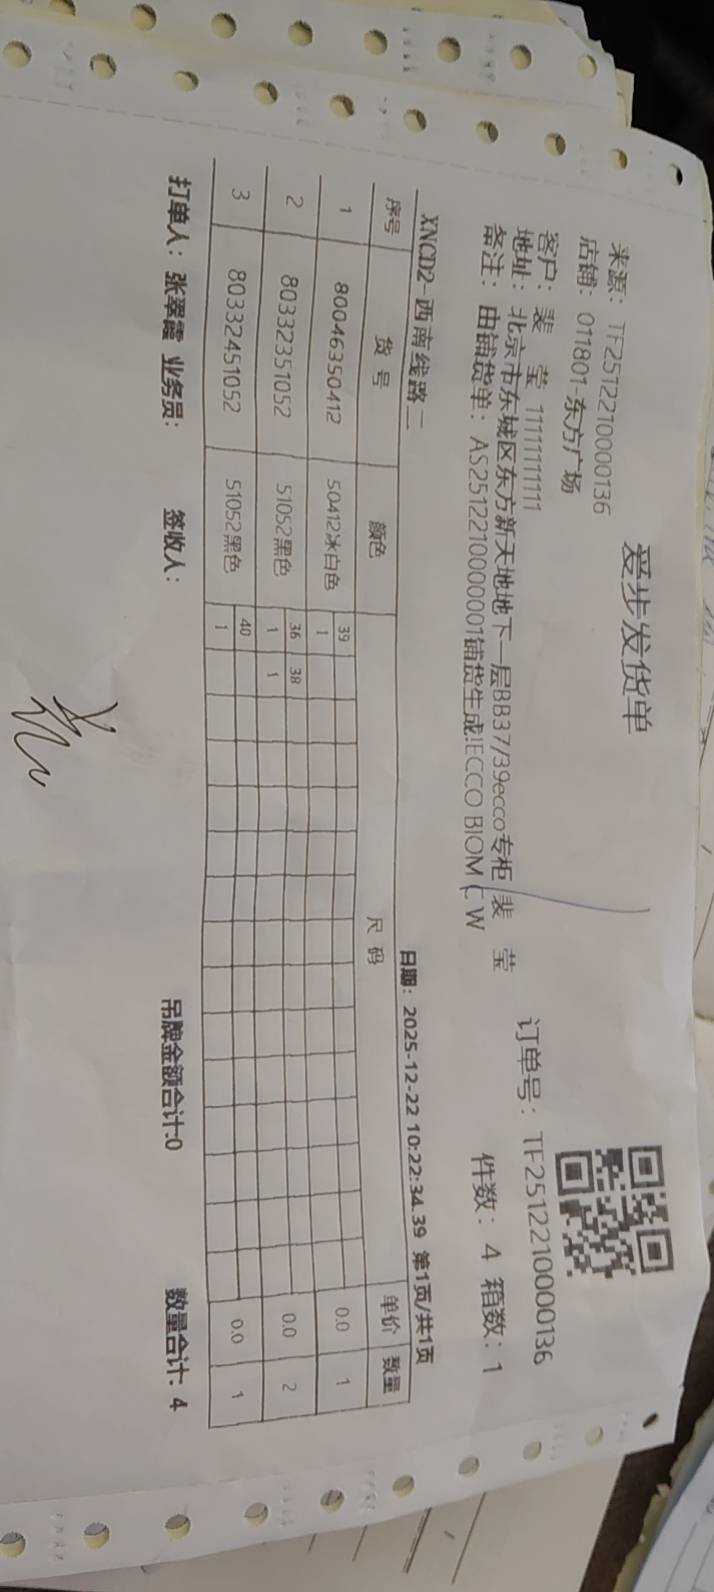 爱步发货单
来源：TF2512210000136
店铺：011801-东方广场
订单号：TF2512210000136
客户：裴 莹 11111111111
件数：4 箱数：1
地址：北京市东城区东方新天地地下一层BB37/39ecco专柜 裴 莹
备注：由铺货单：AS2512210000001铺货生成!ECCO BIOM C W
XNCD2-西南线路二 日期：2025-12-22 10:22:34.39 第1页/共1页
序号 货号 颜色 尺码 单价 数量
1 80046350412 50412冰白色 39 0.0 1
1
2 80332351052 51052黑色 36 38 0.0 2
1 1
3 80332451052 51052黑色 40 0.0 1
1
打单人：张翠霞 业务员： 签收人： 吊牌金额合计:0 数量合计：4